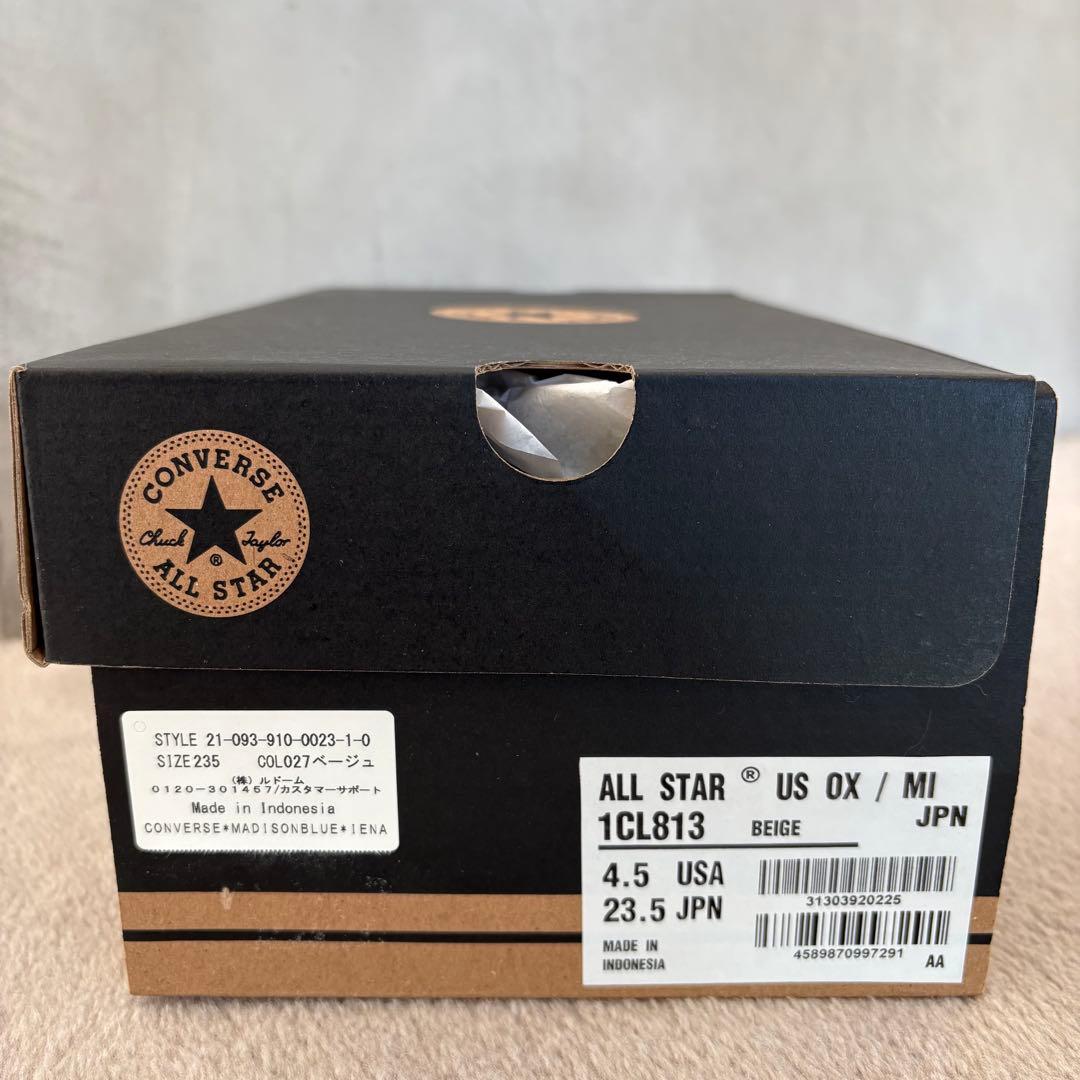 CONVERSE
Chuck Taylor
®
ALL STAR
STYLE 21-093-910-0023-1-0
SIZE235 COL027ベージュ
(株) ルドーム
0120-301457/カスタマーサポート
Made in Indonesia
CONVERSE*MADISONBLUE*IENA
ALL STAR ® US OX / MI
1CL813 BEIGE JPN
4.5 USA
31303920225
23.5 JPN
4589870997291
MADE IN
INDONESIA
AA